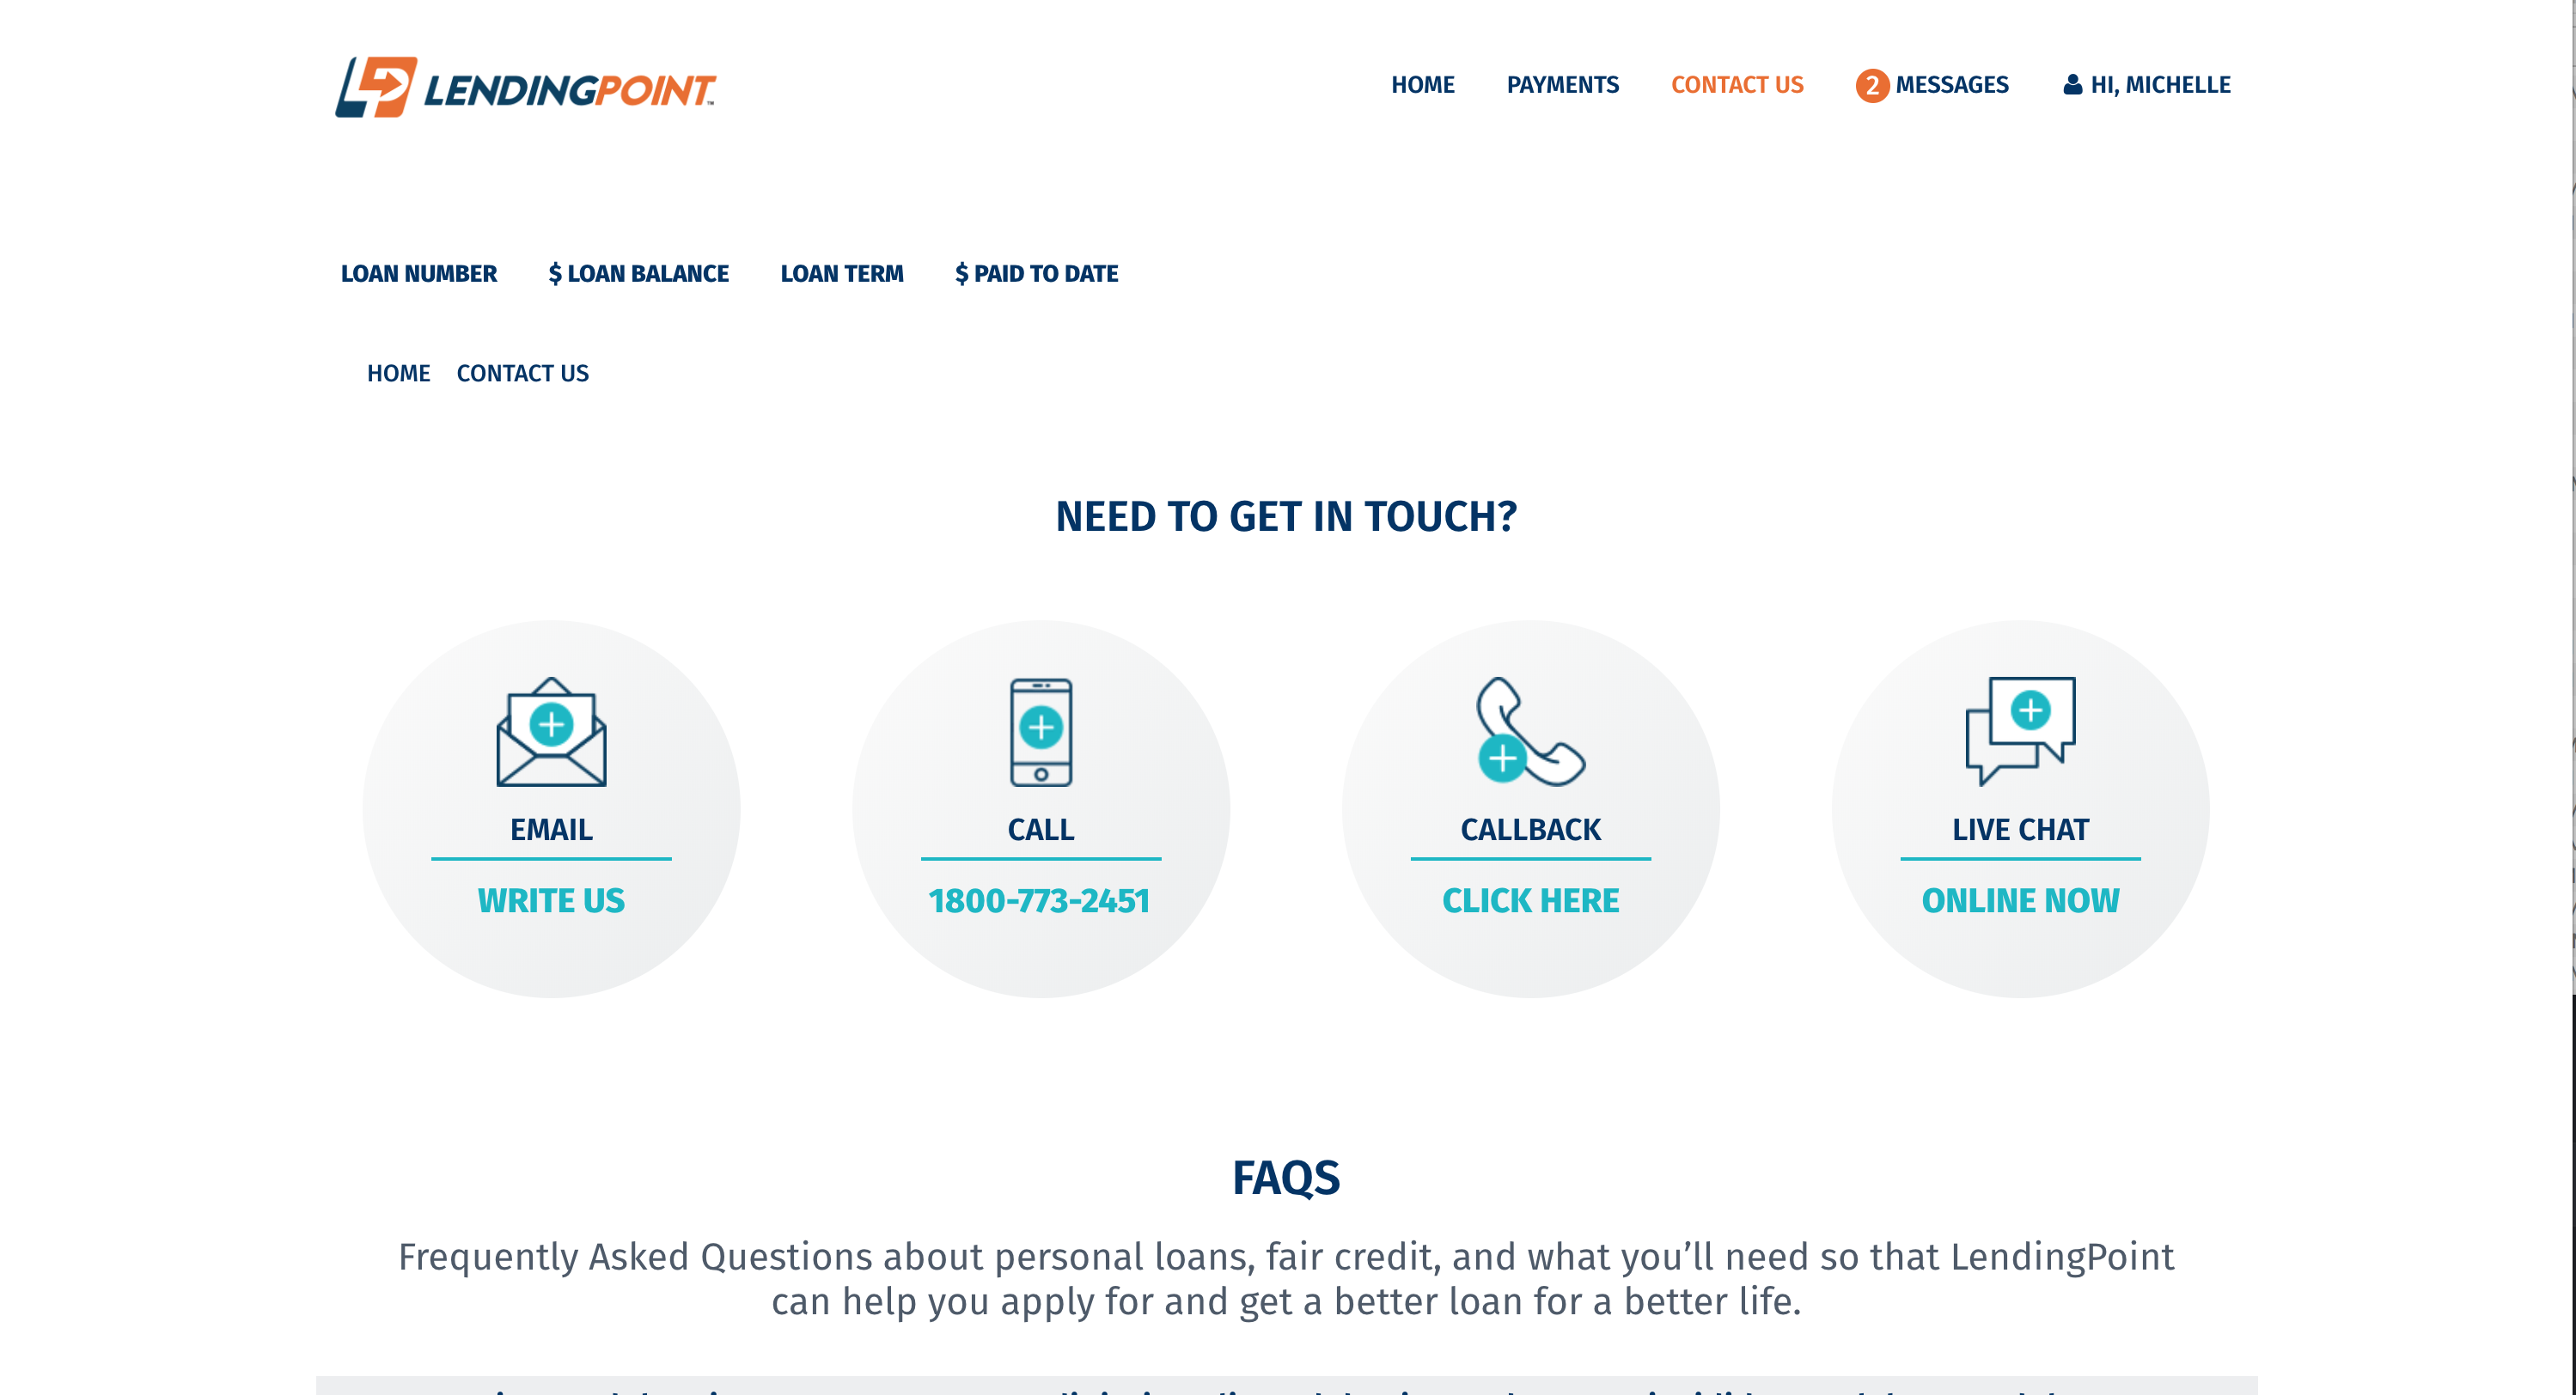 LENDINGPOINT™
HOME PAYMENTS CONTACT US 2 MESSAGES HI, MICHELLE
LOAN NUMBER $ LOAN BALANCE LOAN TERM $ PAID TO DATE
HOME CONTACT US
NEED TO GET IN TOUCH?
EMAIL
WRITE US
CALL
1800-773-2451
CALLBACK
CLICK HERE
LIVE CHAT
ONLINE NOW
FAQS
Frequently Asked Questions about personal loans, fair credit, and what you’ll need so that LendingPoint
can help you apply for and get a better loan for a better life.